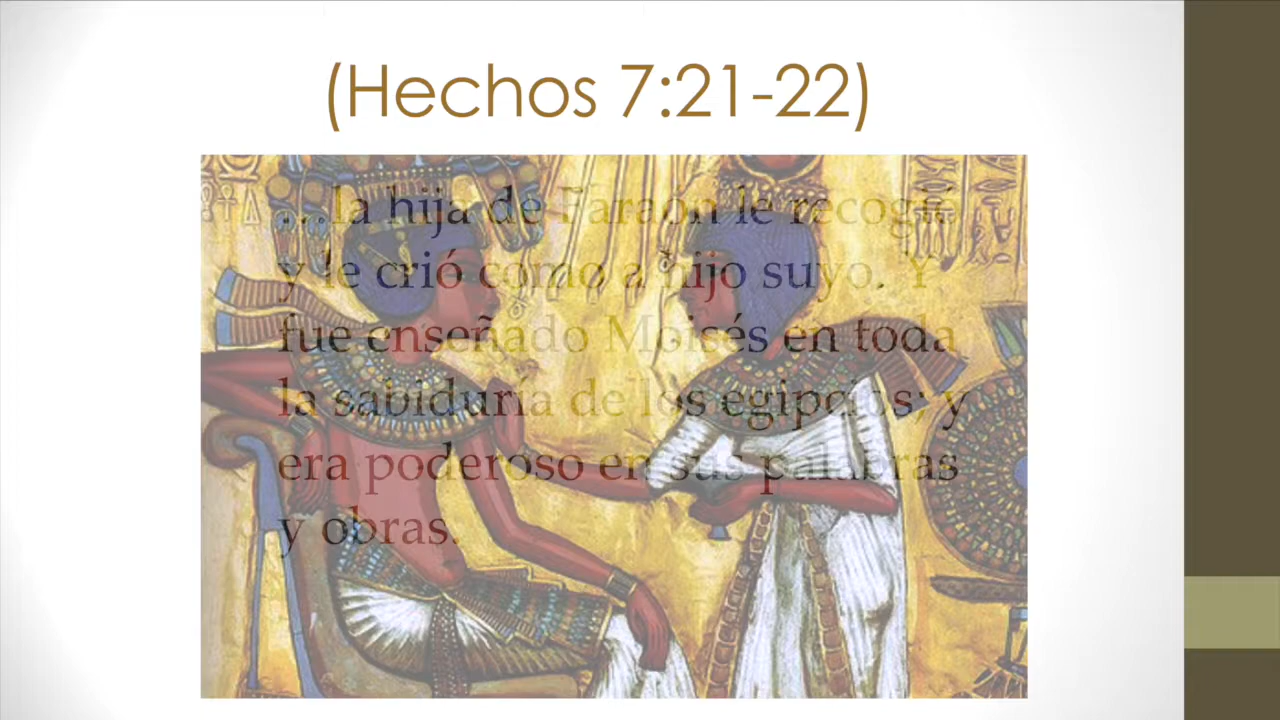 (Hechos 7:21-22)
... la hija de Faraón le recogió
y le crió como a hijo suyo. Y
fue enseñado Moisés en toda
la sabiduría de los egipcios; y
era poderoso en sus palabras
y obras.